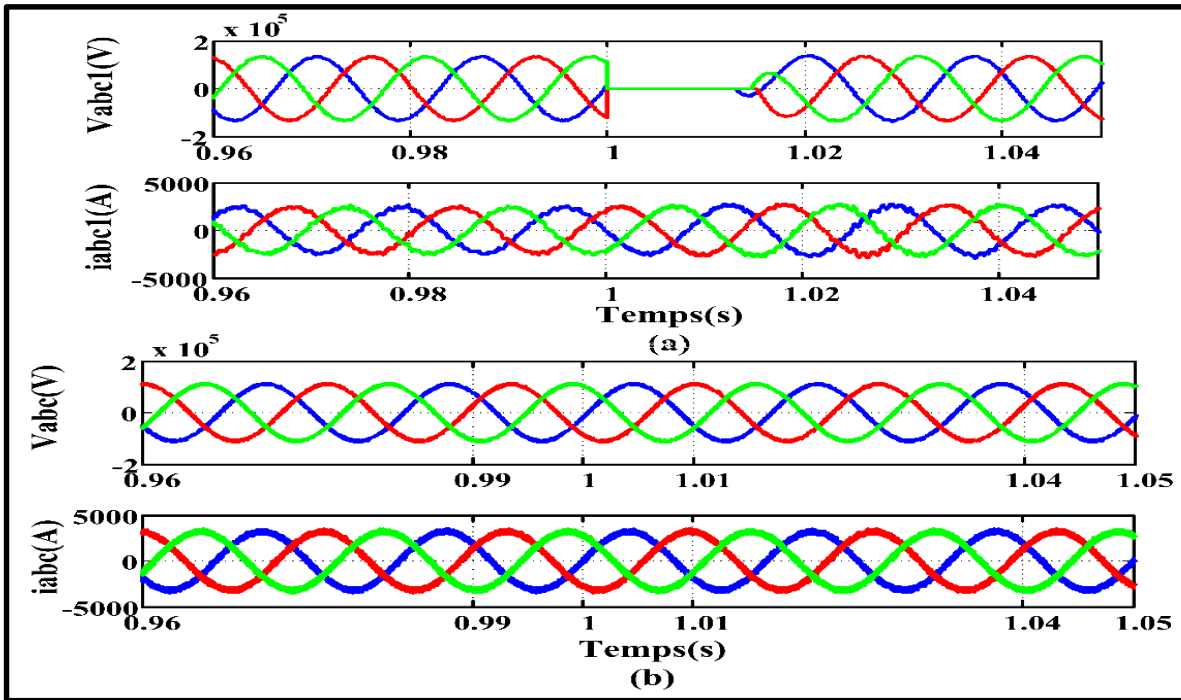 x 10^5
Vabc1(V)
2
0
-2
0.96 0.98 1 1.02 1.04
iabc1(A)
5000
0
-5000
0.96 0.98 1 1.02 1.04
Temps(s)
(a)
x 10^5
Vabc(V)
2
0
-2
0.96 0.99 1 1.01 1.04 1.05
iabc(A)
5000
0
-5000
0.96 0.99 1 1.01 1.04 1.05
Temps(s)
(b)